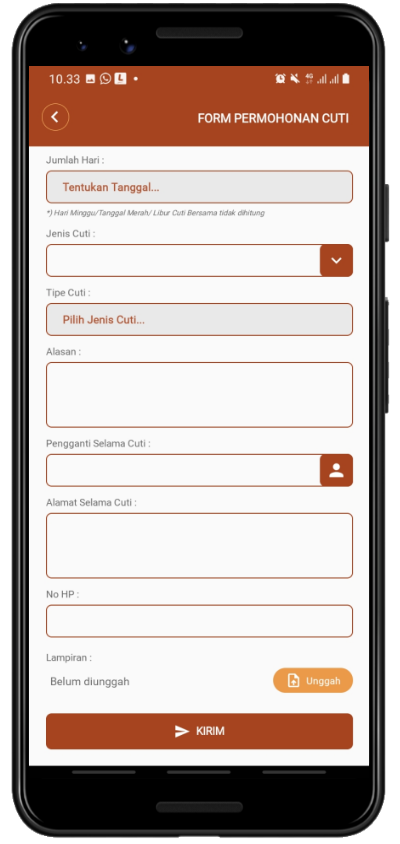 10.33
4G
FORM PERMOHONAN CUTI
Jumlah Hari :
Tentukan Tanggal...
*) Hari Minggu/Tanggal Merah/ Libur Cuti Bersama tidak dihitung
Jenis Cuti :
Tipe Cuti :
Pilih Jenis Cuti...
Alasan :
Pengganti Selama Cuti :
Alamat Selama Cuti :
No HP :
Lampiran :
Belum diunggah
Unggah
KIRIM